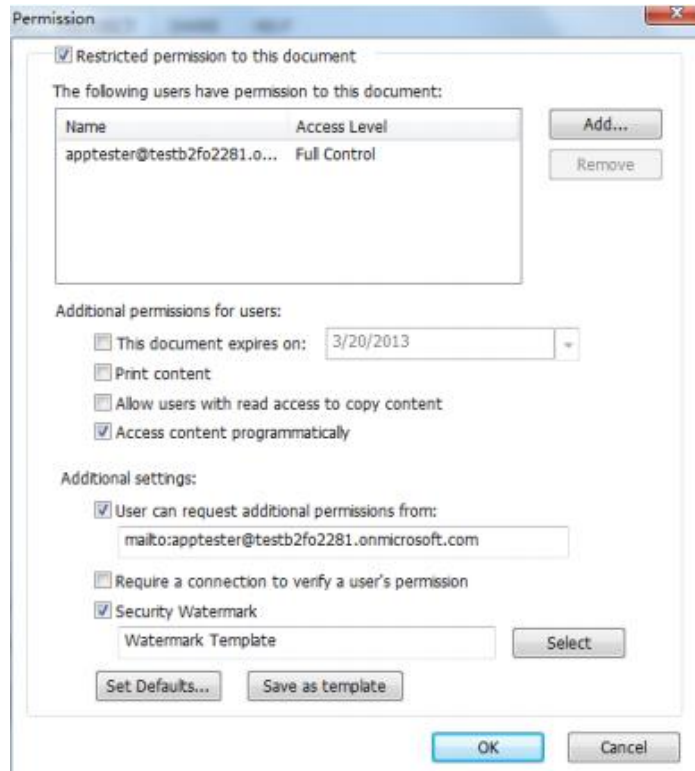 Permission
Restricted permission to this document
The following users have permission to this document:
Name Access Level
Add...
apptester@testb2fo2281.o... Full Control
Remove
Additional permissions for users:
This document expires on: 3/20/2013
Print content
Allow users with read access to copy content
Access content programmatically
Additional settings:
User can request additional permissions from:
mailto:apptester@testb2fo2281.onmicrosoft.com
Require a connection to verify a user's permission
Security Watermark
Watermark Template Select
Set Defaults... Save as template
OK Cancel